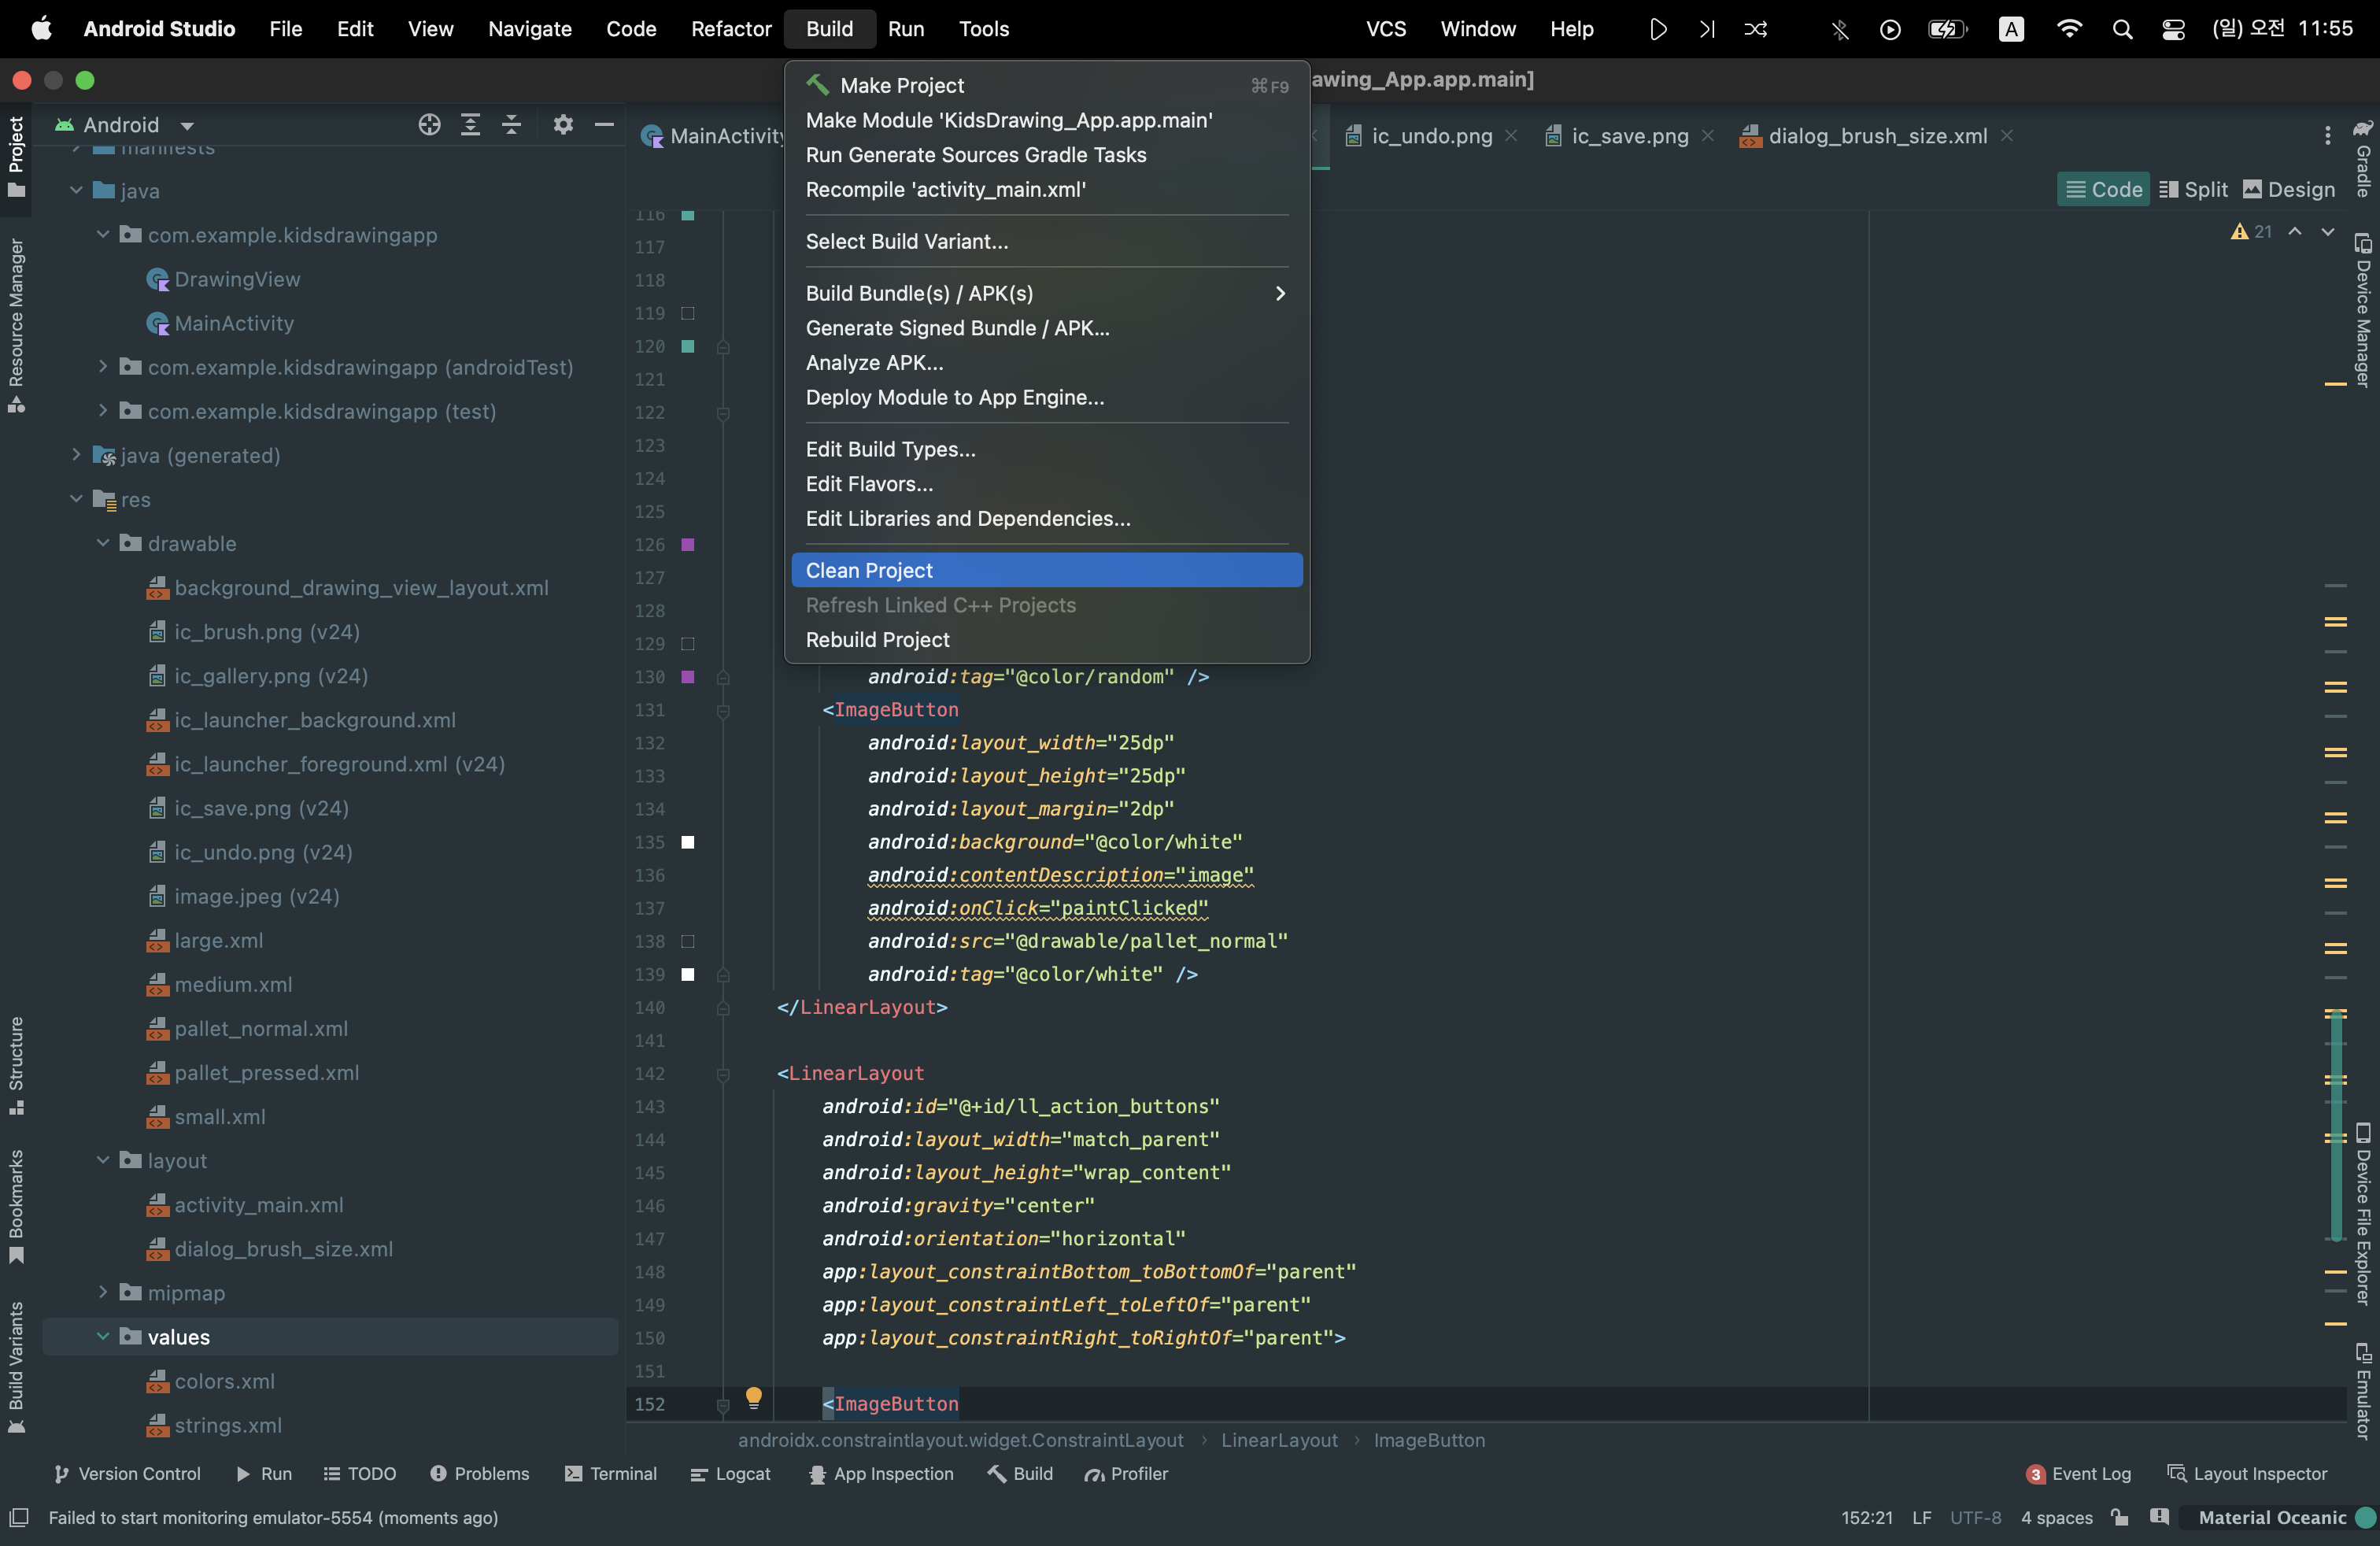 Android Studio File Edit View Navigate Code Refactor Build Run Tools VCS Window Help A (일) 오전 11:55
awing_App.app.main]
Project
Resource Manager
Structure
Bookmarks
Build Variants
Android
manifests
java
com.example.kidsdrawingapp
DrawingView
MainActivity
com.example.kidsdrawingapp (androidTest)
com.example.kidsdrawingapp (test)
java (generated)
res
drawable
background_drawing_view_layout.xml
ic_brush.png (v24)
ic_gallery.png (v24)
ic_launcher_background.xml
ic_launcher_foreground.xml (v24)
ic_save.png (v24)
ic_undo.png (v24)
image.jpeg (v24)
large.xml
medium.xml
pallet_normal.xml
pallet_pressed.xml
small.xml
layout
activity_main.xml
dialog_brush_size.xml
mipmap
values
colors.xml
strings.xml
MainActivity ic_undo.png ic_save.png dialog_brush_size.xml
Code Split Design
21
Make Project ⌘F9
Make Module 'KidsDrawing_App.app.main'
Run Generate Sources Gradle Tasks
Recompile 'activity_main.xml'
Select Build Variant...
Build Bundle(s) / APK(s)
Generate Signed Bundle / APK...
Analyze APK...
Deploy Module to App Engine...
Edit Build Types...
Edit Flavors...
Edit Libraries and Dependencies...
Clean Project
Refresh Linked C++ Projects
Rebuild Project
116
117
118
119
120
121
122
123
124
125
126
127
128
129
130 android:tag="@color/random" />
131 <ImageButton
132 android:layout_width="25dp"
133 android:layout_height="25dp"
134 android:layout_margin="2dp"
135 android:background="@color/white"
136 android:contentDescription="image"
137 android:onClick="paintClicked"
138 android:src="@drawable/pallet_normal"
139 android:tag="@color/white" />
140 </LinearLayout>
141
142 <LinearLayout
143 android:id="@+id/ll_action_buttons"
144 android:layout_width="match_parent"
145 android:layout_height="wrap_content"
146 android:gravity="center"
147 android:orientation="horizontal"
148 app:layout_constraintBottom_toBottomOf="parent"
149 app:layout_constraintLeft_toLeftOf="parent"
150 app:layout_constraintRight_toRightOf="parent">
151
152 <ImageButton
androidx.constraintlayout.widget.ConstraintLayout › LinearLayout › ImageButton
Gradle
Device Manager
Device File Explorer
Emulator
Version Control Run TODO Problems Terminal Logcat App Inspection Build Profiler 3 Event Log Layout Inspector
Failed to start monitoring emulator-5554 (moments ago) 152:21 LF UTF-8 4 spaces Material Oceanic